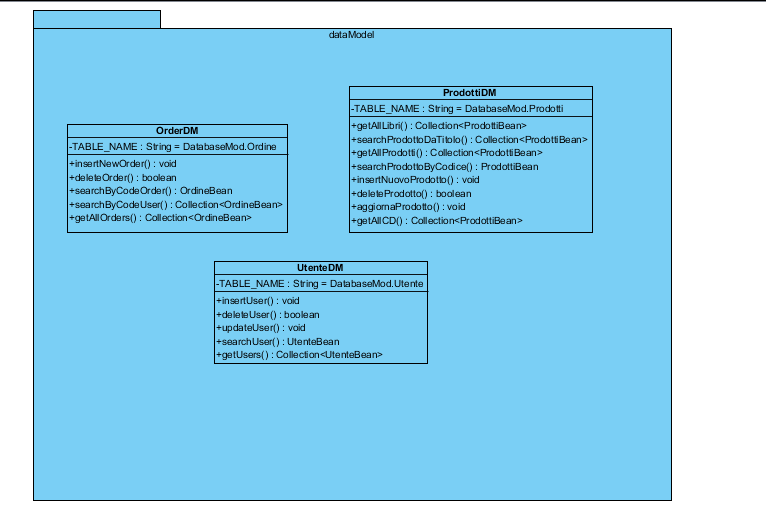 dataModel
OrderDM
-TABLE_NAME : String = DatabaseMod.Ordine
+insertNewOrder() : void
+deleteOrder() : boolean
+searchByCodeOrder() : OrdineBean
+searchByCodeUser() : Collection<OrdineBean>
+getAllOrders() : Collection<OrdineBean>
ProdottiDM
-TABLE_NAME : String = DatabaseMod.Prodotti
+getAllLibri() : Collection<ProdottiBean>
+searchProdottoDaTitolo() : Collection<ProdottiBean>
+getAllProdotti() : Collection<ProdottiBean>
+searchProdottoByCodice() : ProdottiBean
+insertNuovoProdotto() : void
+deleteProdotto() : boolean
+aggiornaProdotto() : void
+getAllCD() : Collection<ProdottiBean>
UtenteDM
-TABLE_NAME : String = DatabaseMod.Utente
+insertUser() : void
+deleteUser() : boolean
+updateUser() : void
+searchUser() : UtenteBean
+getUsers() : Collection<UtenteBean>